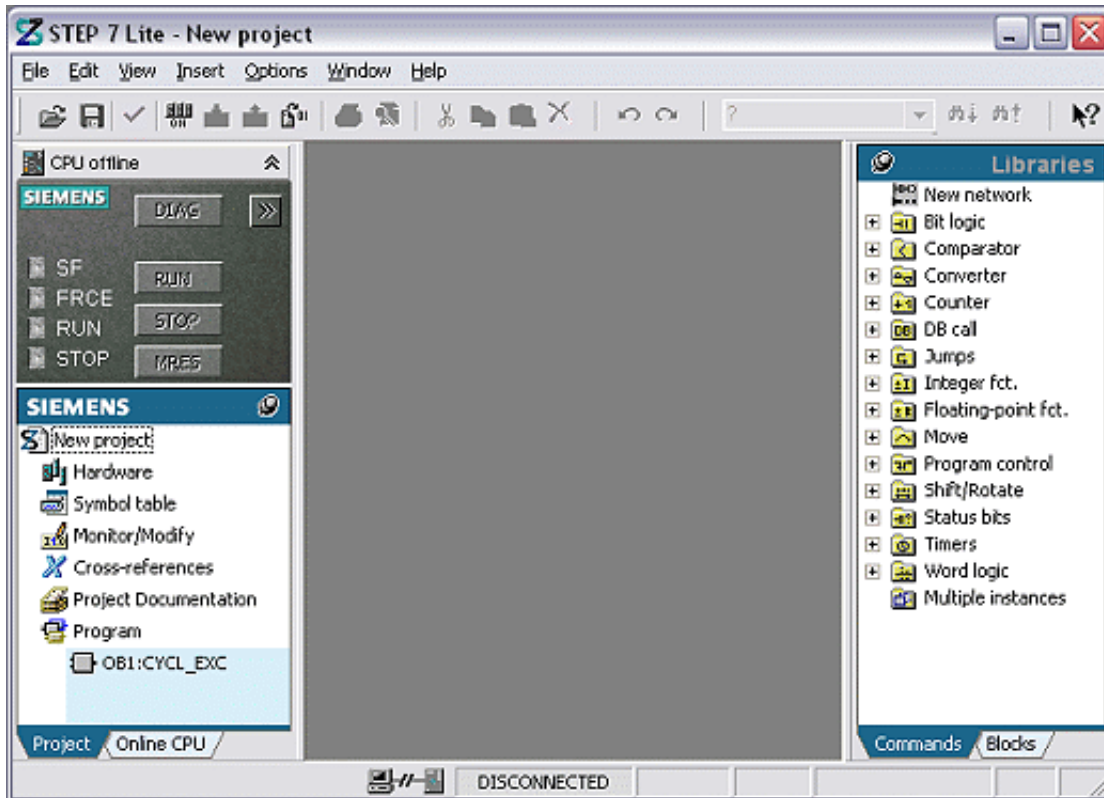 STEP 7 Lite - New project
File Edit View Insert Options Window Help
ON
?
CPU offline
SIEMENS
DIAG
SF
FRCE
RUN
STOP
RUN
STOP
MRES
SIEMENS
New project
Hardware
Symbol table
Monitor/Modify
Cross-references
Project Documentation
Program
OB1:CYCL_EXC
Project Online CPU
Libraries
New network
Bit logic
Comparator
Converter
Counter
DB call
Jumps
Integer fct.
Floating-point fct.
Move
Program control
Shift/Rotate
Status bits
Timers
Word logic
Multiple instances
Commands Blocks
DISCONNECTED